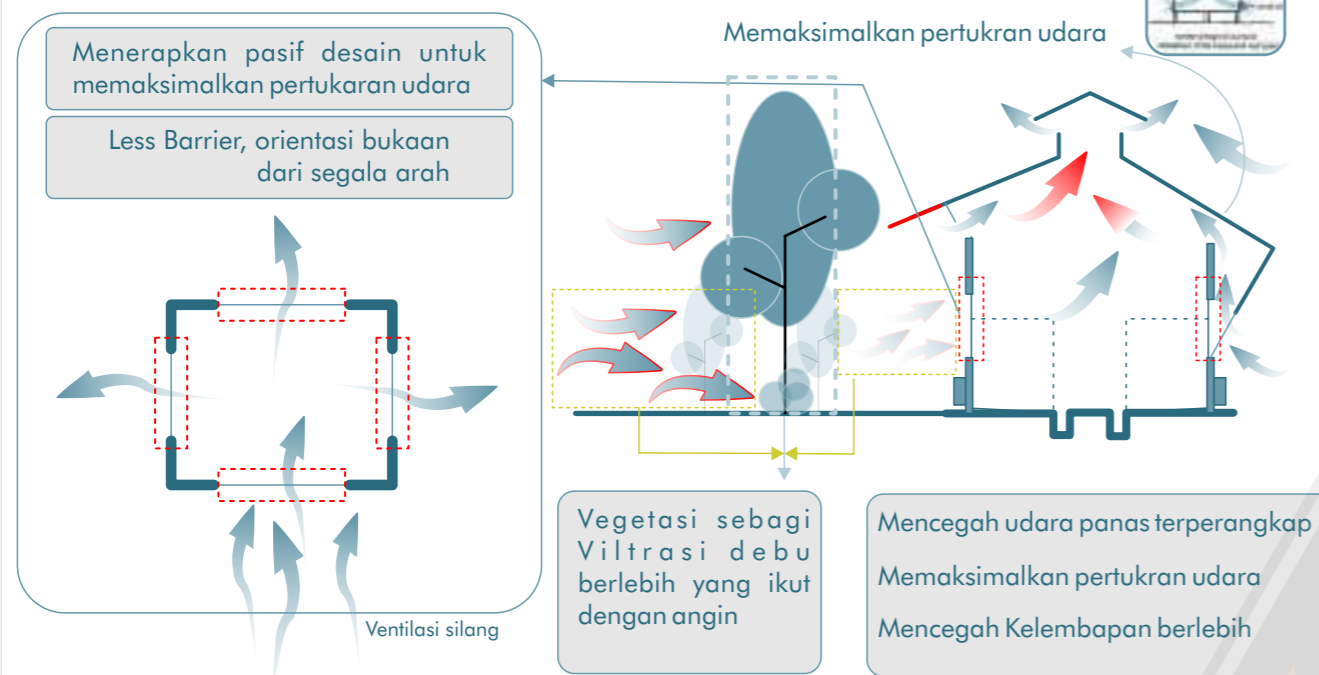 Menerapkan pasif desain untuk
memaksimalkan pertukaran udara
Less Barrier, orientasi bukaan
dari segala arah
Ventilasi silang
Memaksimalkan pertukran udara
Vegetasi sebagi
Viltrasi debu
berlebih yang ikut
dengan angin
Mencegah udara panas terperangkap
Memaksimalkan pertukran udara
Mencegah Kelembapan berlebih